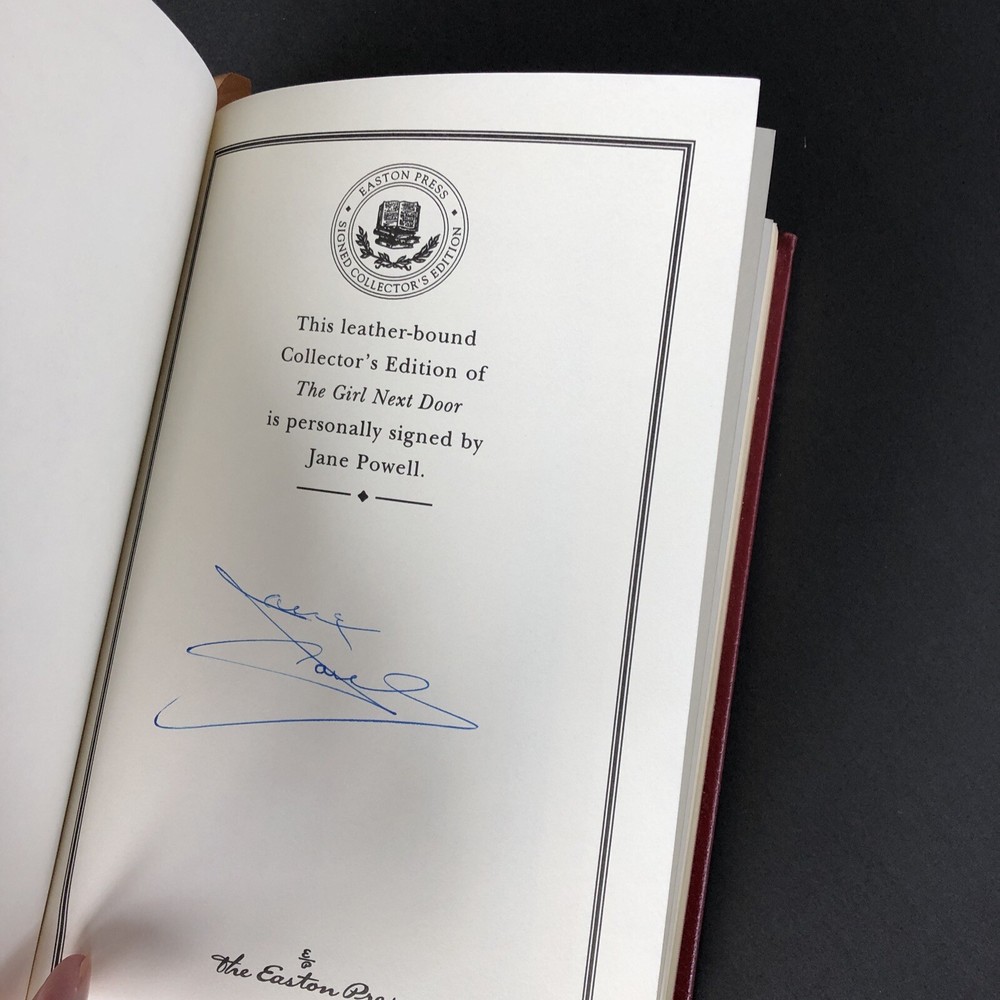 EASTON PRESS
SIGNED COLLECTOR'S EDITION
This leather-bound
Collector's Edition of
The Girl Next Door
is personally signed by
Jane Powell.
Jane
Powell
The Easton Press